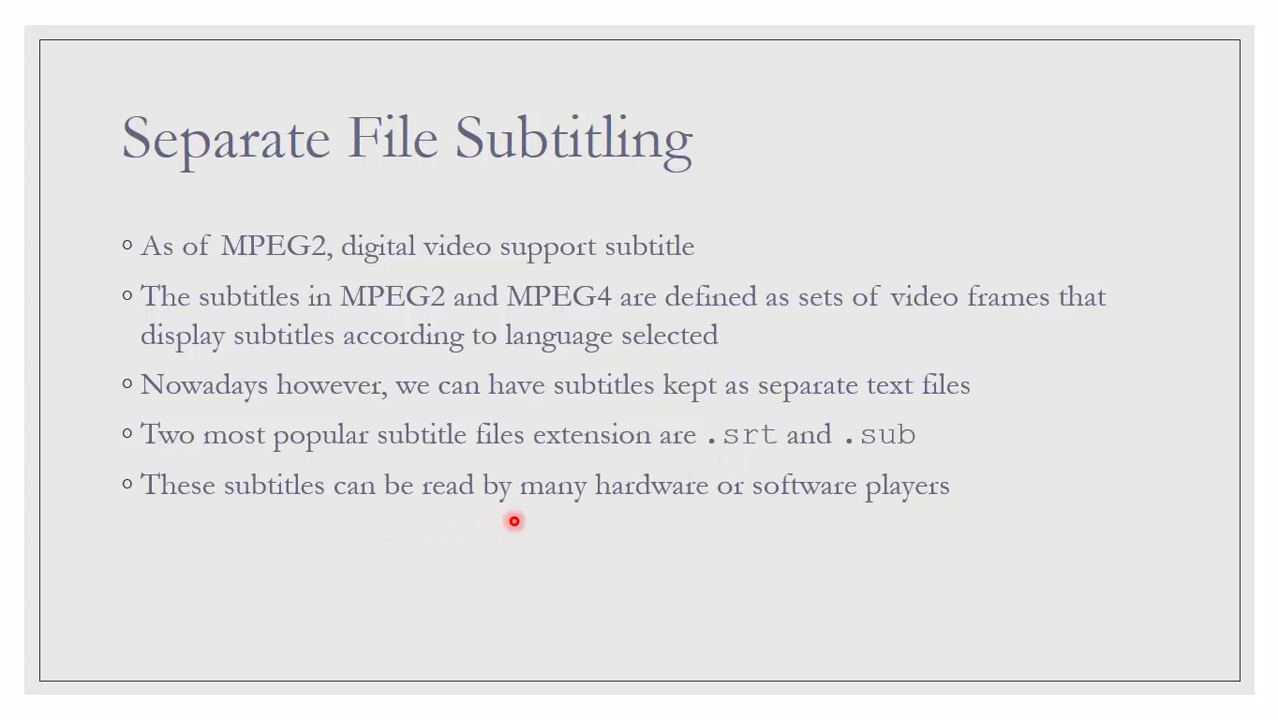 Separate File Subtitling
◦ As of MPEG2, digital video support subtitle
◦ The subtitles in MPEG2 and MPEG4 are defined as sets of video frames that
display subtitles according to language selected
◦ Nowadays however, we can have subtitles kept as separate text files
◦ Two most popular subtitle files extension are .srt and .sub
◦ These subtitles can be read by many hardware or software players